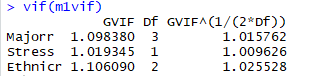 > vif(m1vif)
GVIF Df GVIF^(1/(2*Df))
Majorr 1.098380 3 1.015762
Stress 1.019345 1 1.009626
Ethnicr 1.106090 2 1.025528